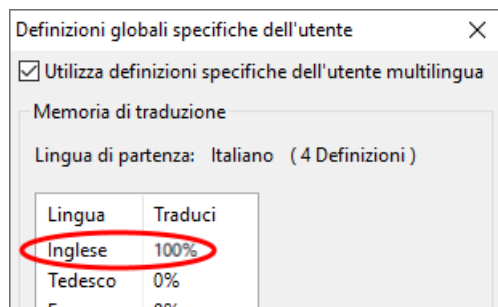 Definizioni globali specifiche dell'utente
Utilizza definizioni specifiche dell'utente multilingua
Memoria di traduzione
Lingua di partenza: Italiano ( 4 Definizioni )
Lingua Traduci
Inglese 100%
Tedesco 0%